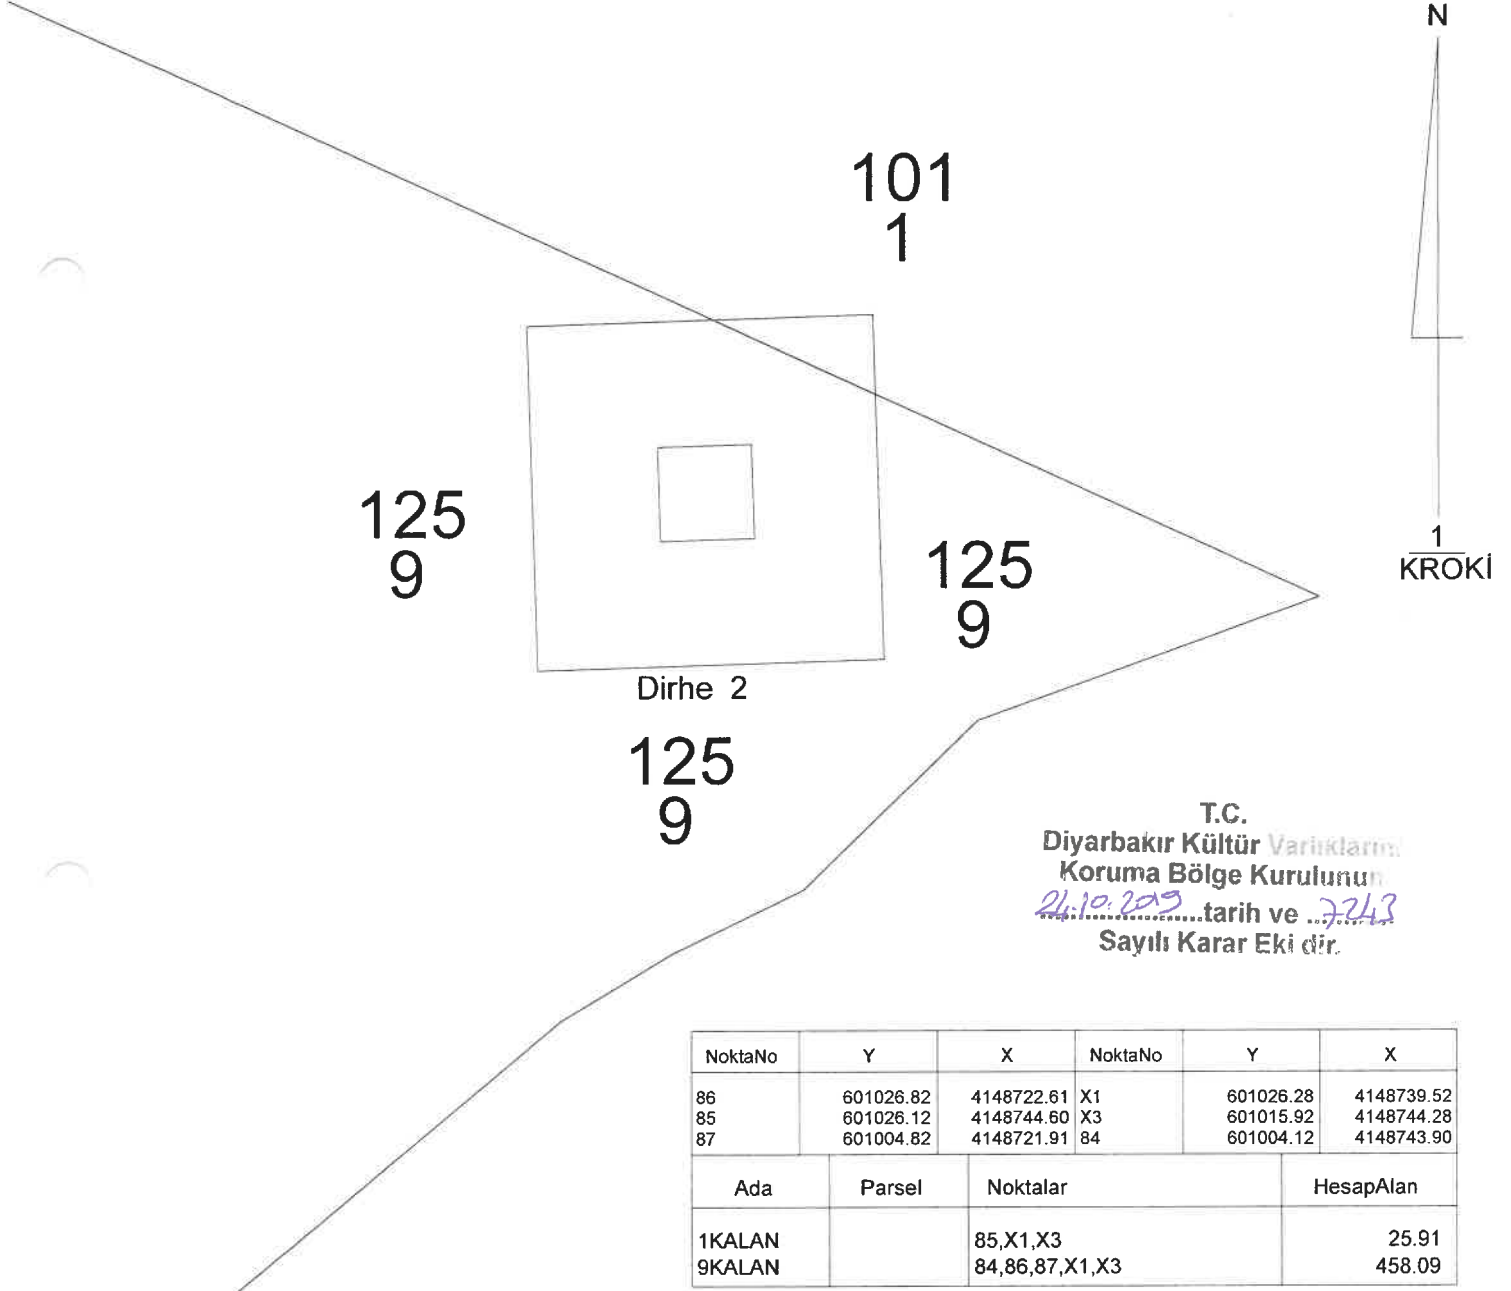 N
101
1
125
9
125
9
1
KROKİ
Dirhe 2
125
9
T.C.
Diyarbakır Kültür Varlıklarını
Koruma Bölge Kurulunun
24.10.2019 tarih ve 7243
Sayılı Karar Eki dir.
NoktaNo Y X NoktaNo Y X
86 601026.82 4148722.61 X1 601026.28 4148739.52
85 601026.12 4148744.60 X3 601015.92 4148744.28
87 601004.82 4148721.91 84 601004.12 4148743.90
Ada Parsel Noktalar HesapAlan
1KALAN 85,X1,X3 25.91
9KALAN 84,86,87,X1,X3 458.09